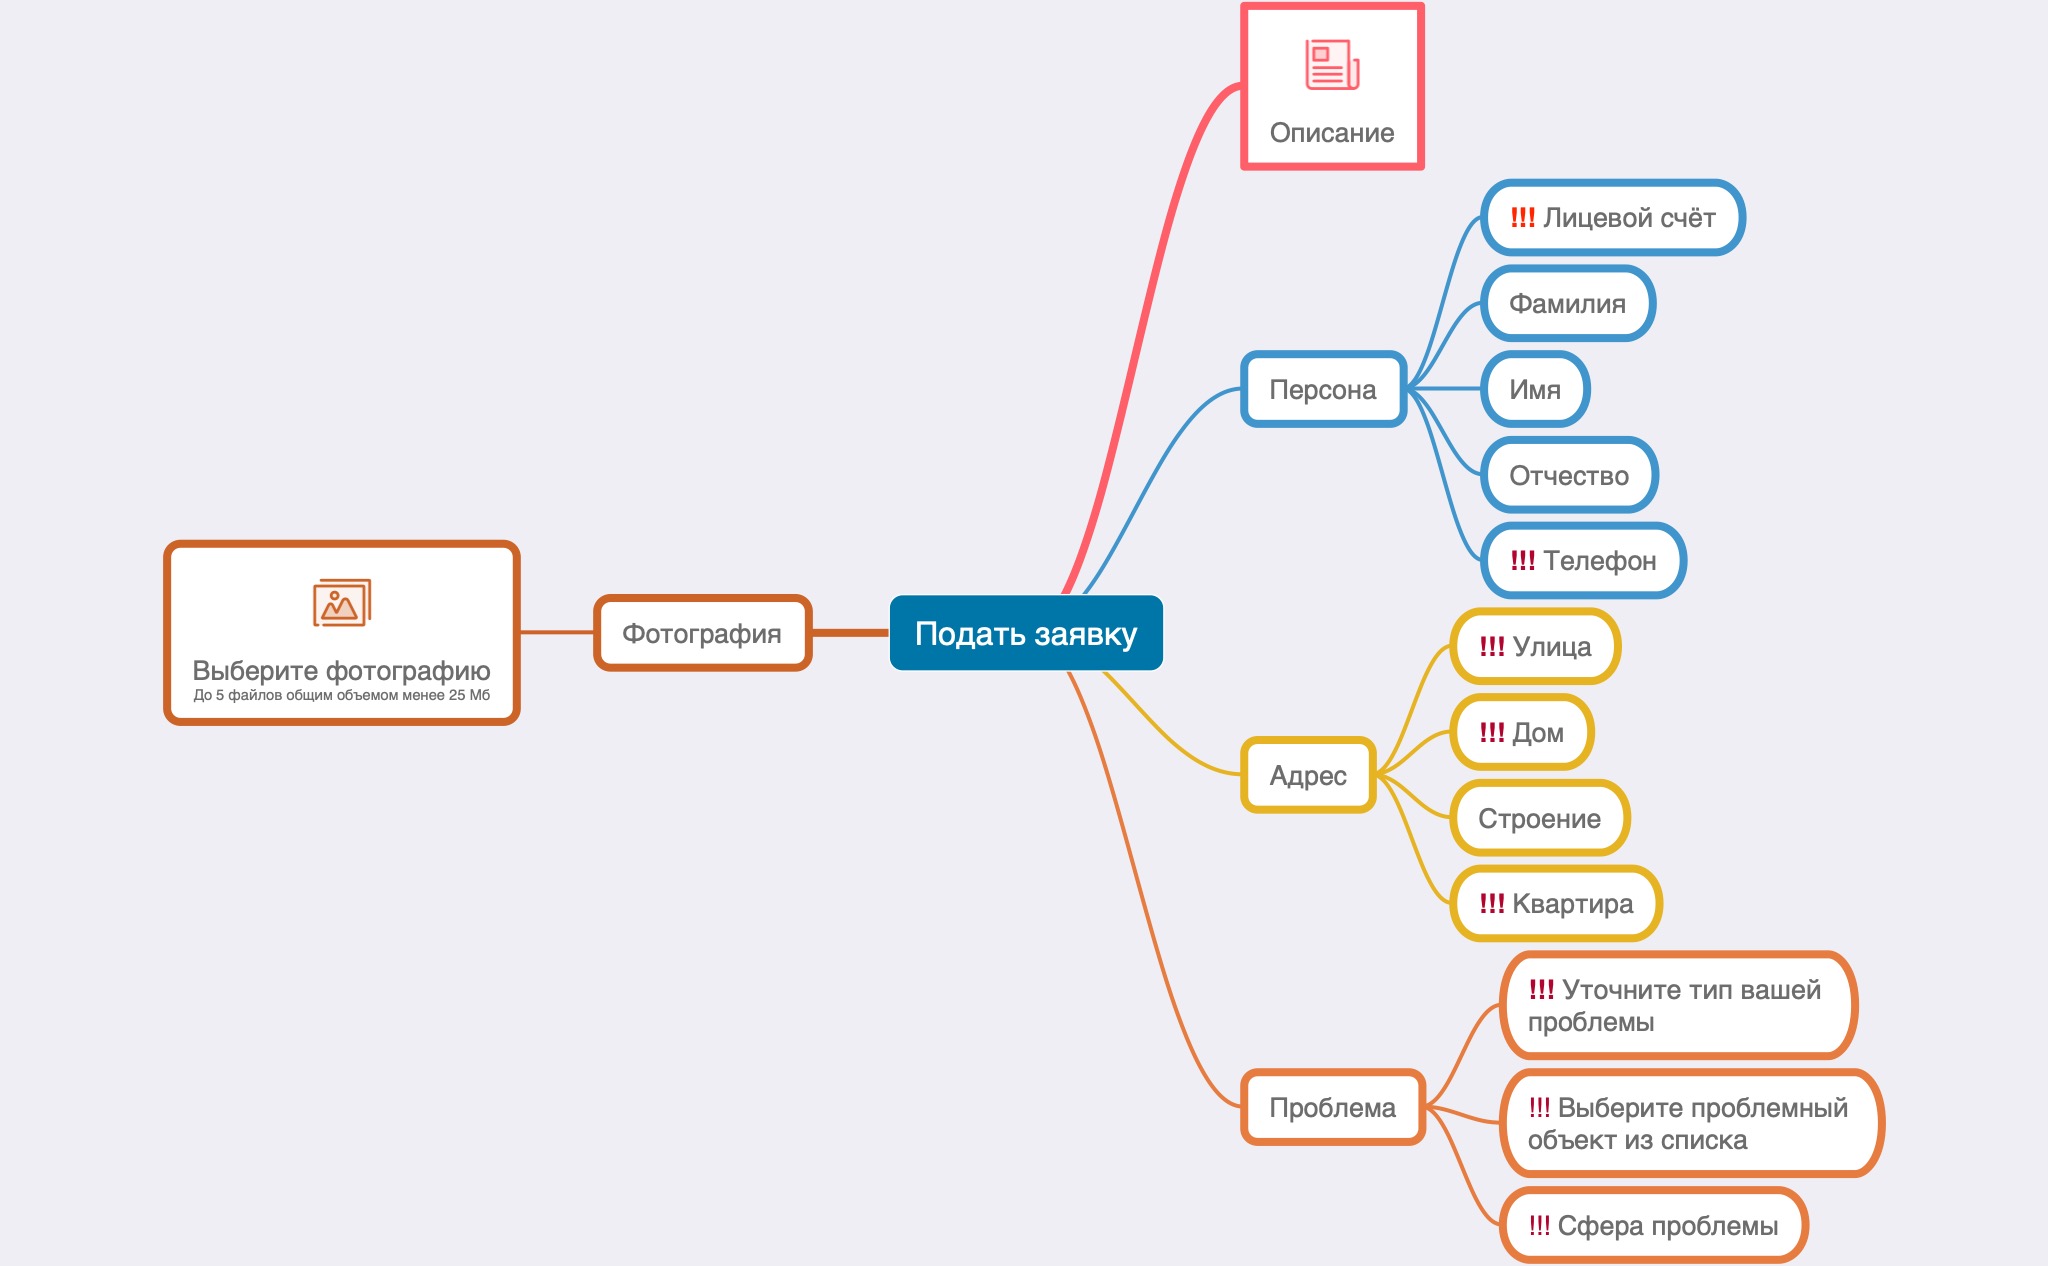 Описание
!!! Лицевой счёт
Фамилия
Имя
Персона
Отчество
!!! Телефон
Выберите фотографию
До 5 файлов общим объемом менее 25 Мб
Фотография
Подать заявку
!!! Улица
!!! Дом
Адрес
Строение
!!! Квартира
!!! Уточните тип вашей
проблемы
Проблема
!!! Выберите проблемный
объект из списка
!!! Сфера проблемы